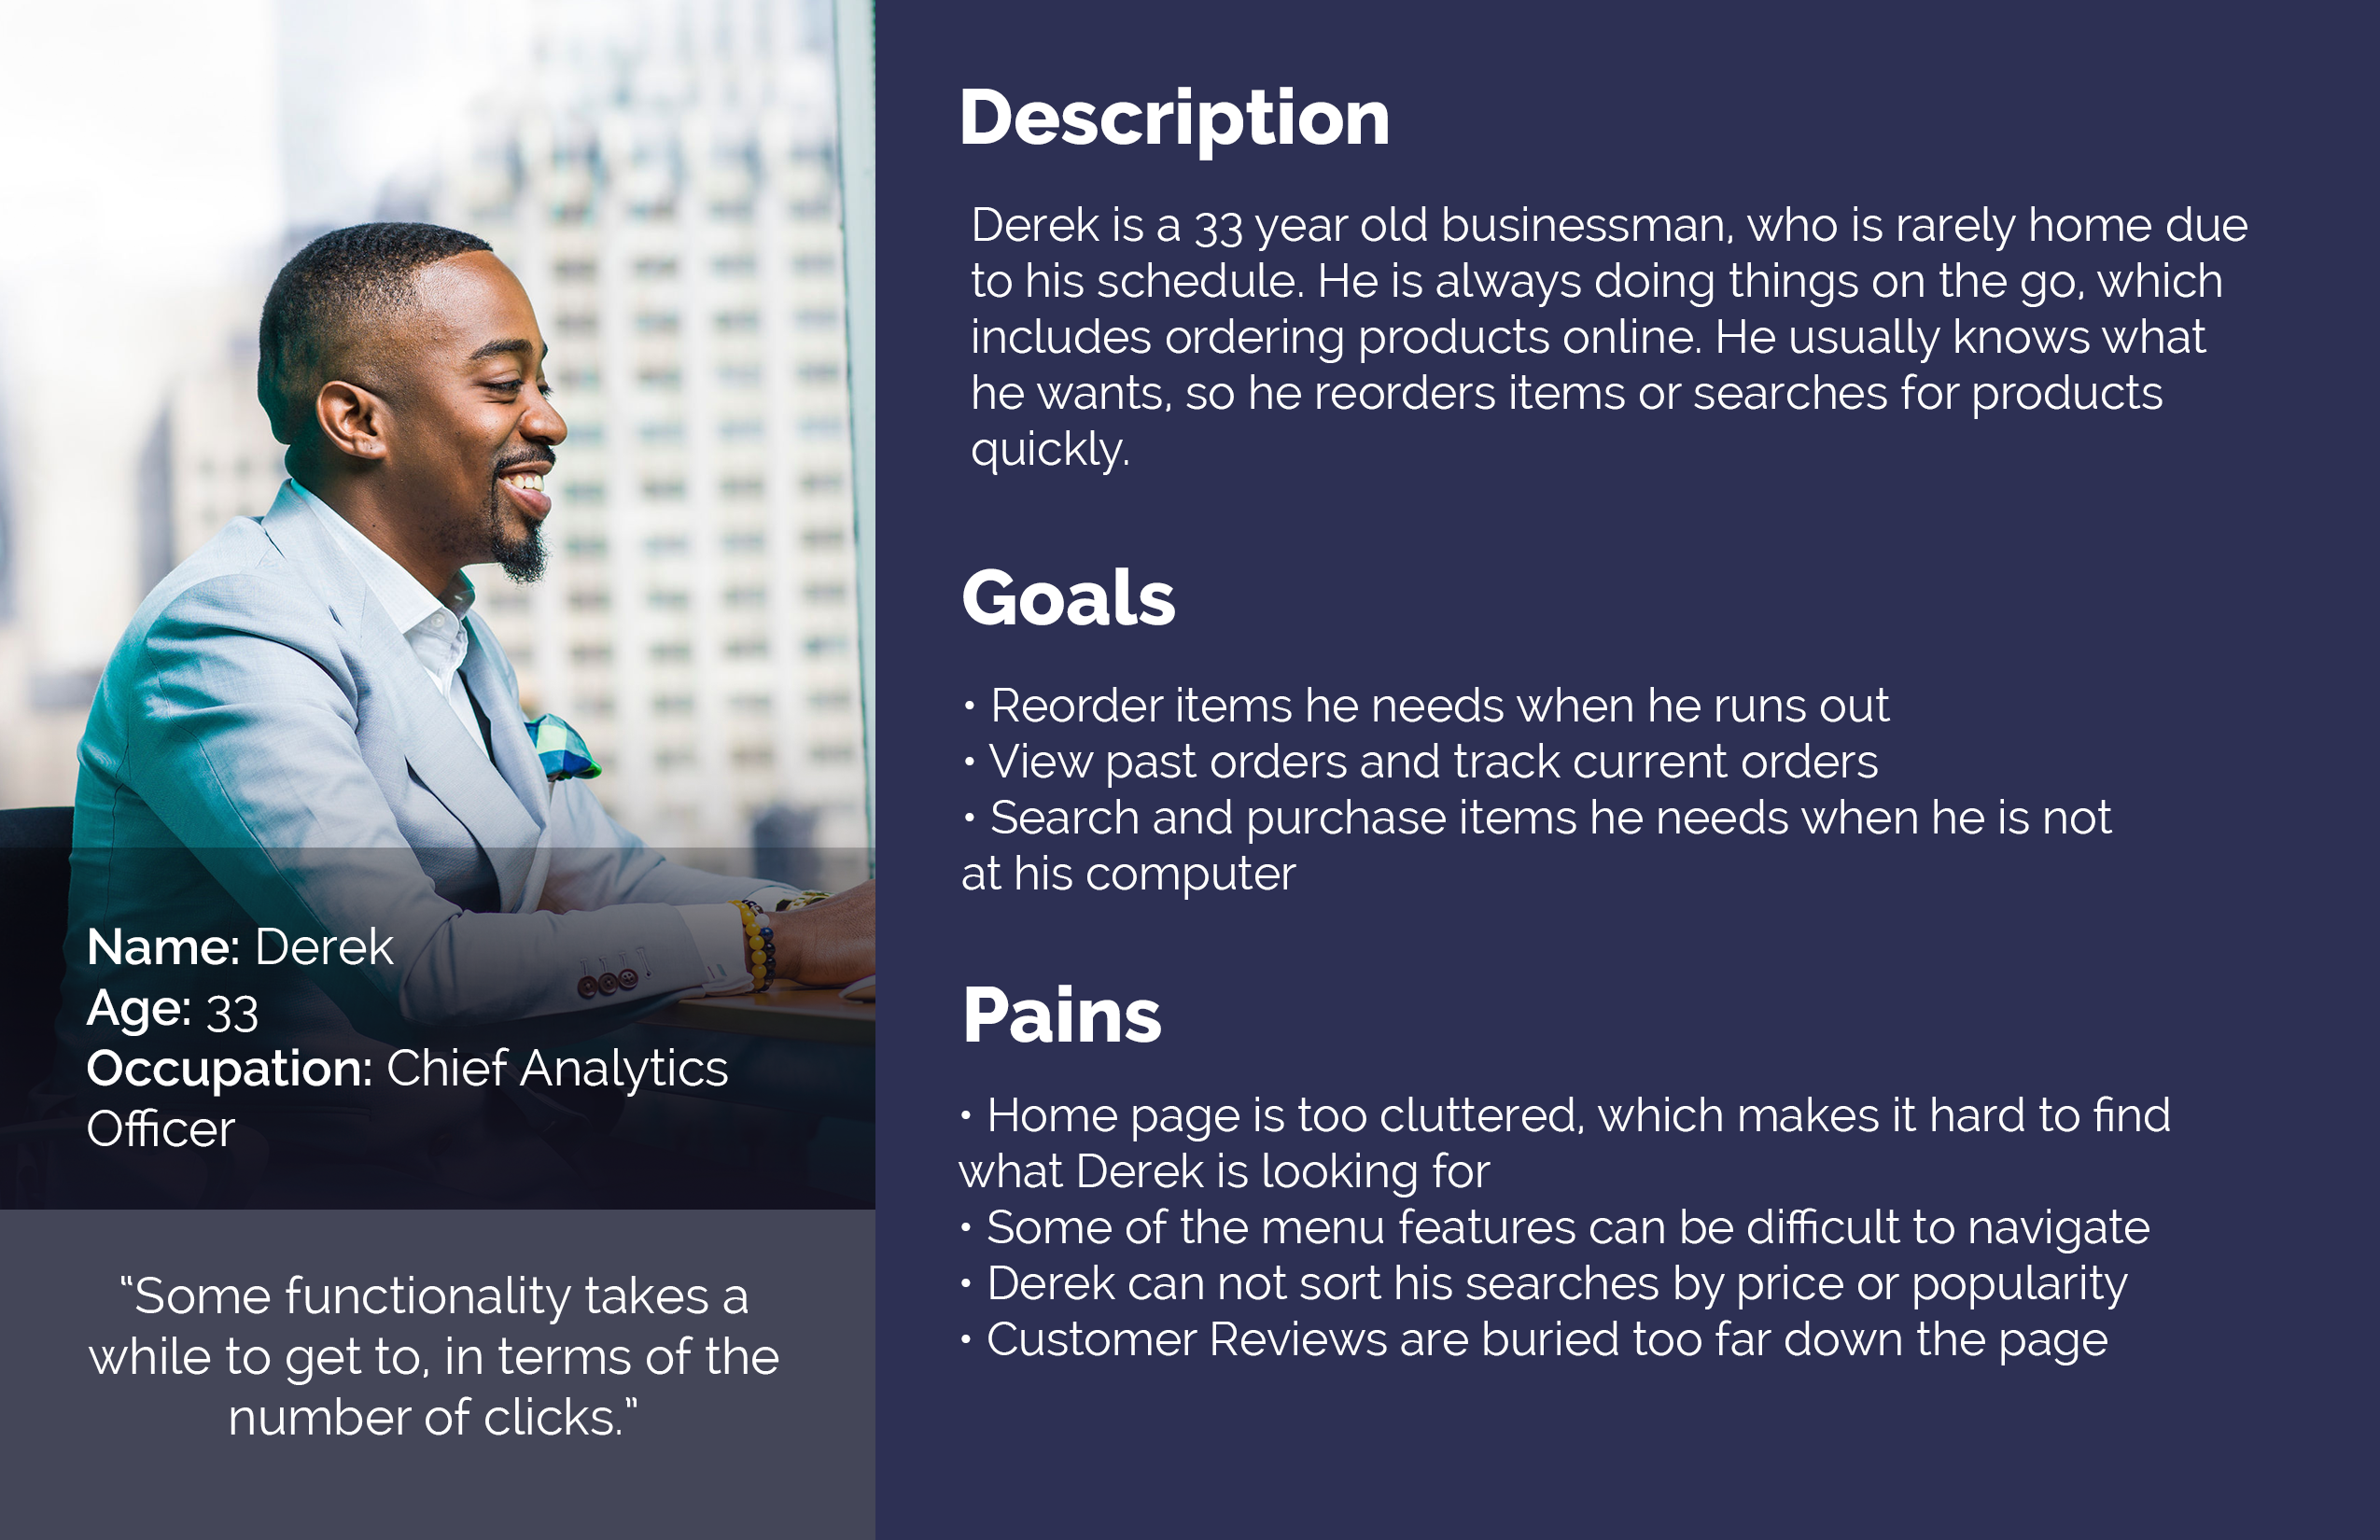 Name: Derek
Age: 33
Occupation: Chief Analytics
Officer
“Some functionality takes a
while to get to, in terms of the
number of clicks.”
Description
Derek is a 33 year old businessman, who is rarely home due
to his schedule. He is always doing things on the go, which
includes ordering products online. He usually knows what
he wants, so he reorders items or searches for products
quickly.
Goals
• Reorder items he needs when he runs out
• View past orders and track current orders
• Search and purchase items he needs when he is not
at his computer
Pains
• Home page is too cluttered, which makes it hard to find
what Derek is looking for
• Some of the menu features can be difficult to navigate
• Derek can not sort his searches by price or popularity
• Customer Reviews are buried too far down the page